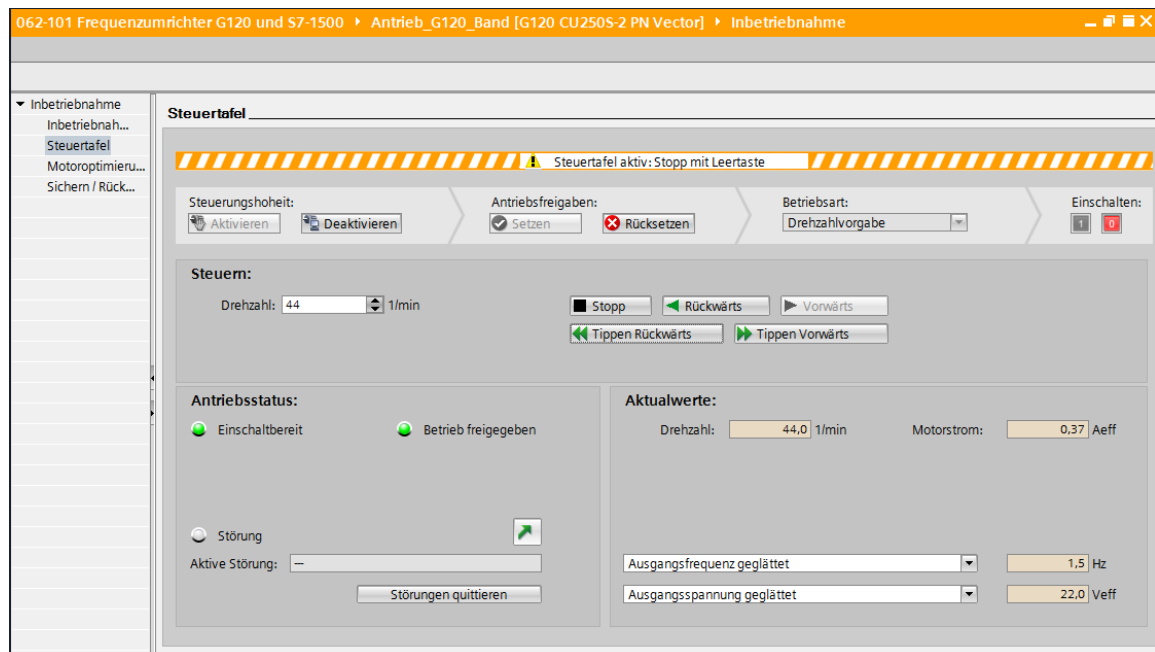 062-101 Frequenzumrichter G120 und S7-1500 ▸ Antrieb_G120_Band [G120 CU250S-2 PN Vector] ▸ Inbetriebnahme
Inbetriebnahme
Inbetriebnah...
Steuertafel
Motoroptimieru...
Sichern / Rück...
Steuertafel
Steuertafel aktiv: Stopp mit Leertaste
Steuerungshoheit: Antriebsfreigaben: Betriebsart: Einschalten:
Aktivieren Deaktivieren Setzen Rücksetzen Drehzahlvorgabe 1 0
Steuern:
Drehzahl: 44 1/min Stopp Rückwärts Vorwärts
Tippen Rückwärts Tippen Vorwärts
Antriebsstatus:
Einschaltbereit Betrieb freigegeben
Störung
Aktive Störung: —
Störungen quittieren
Aktualwerte:
Drehzahl: 44,0 1/min Motorstrom: 0,37 Aeff
Ausgangsfrequenz geglättet 1,5 Hz
Ausgangsspannung geglättet 22,0 Veff